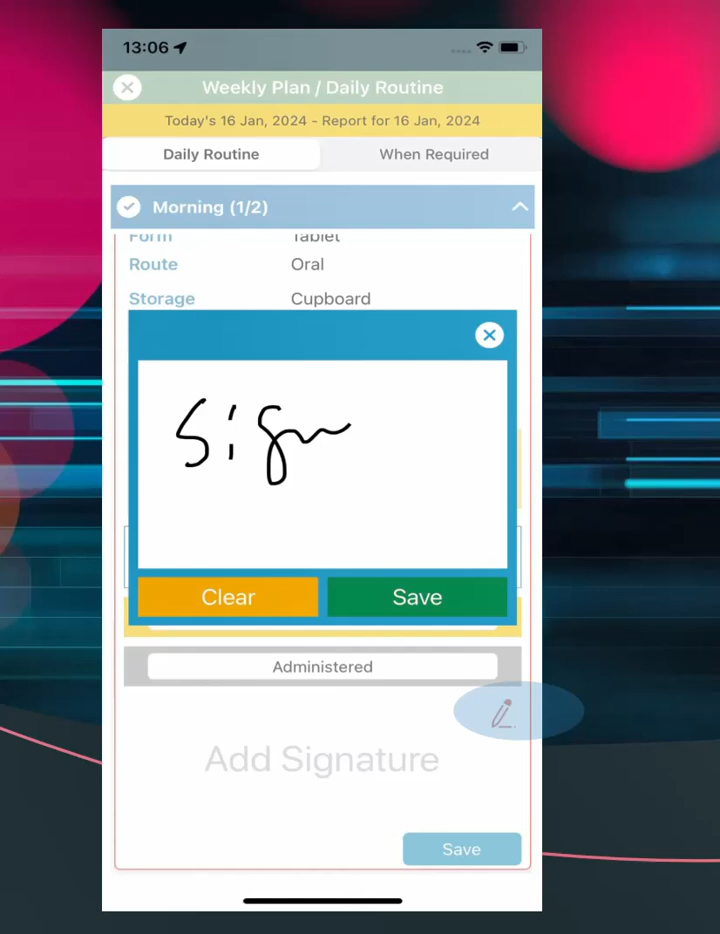 13:06
Weekly Plan / Daily Routine
Today's 16 Jan, 2024 - Report for 16 Jan, 2024
Daily Routine When Required
Morning (1/2)
Form Tablet
Route Oral
Storage Cupboard
Sign
Clear Save
Administered
Add Signature
Save